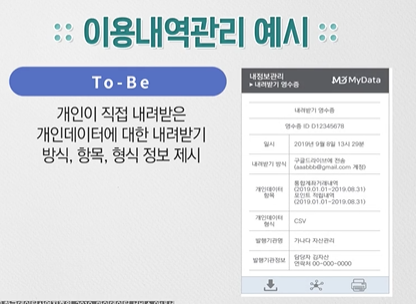 이용내역관리 예시
To-Be
개인이 직접 내려받은
개인데이터에 대한 내려받기
방식, 항목, 형식 정보 제시
내정보관리
▸ 내려받기 영수증
MyData
내려받기 영수증
영수증 ID D12345678
일시 2019년 9월 8일 13시 29분
내려받기 방식 구글드라이브에 전송
(aaabbb@gmail.com 계정)
개인데이터 항목 통합계좌거래내역
(2019.01.01~2019.08.31)
포인트 적립내역
(2019.01.01~2019.08.31)
개인데이터 형식 CSV
발행기관명 가나다 자산관리
발행기관정보 담당자 김자산
연락처 00-000-0000